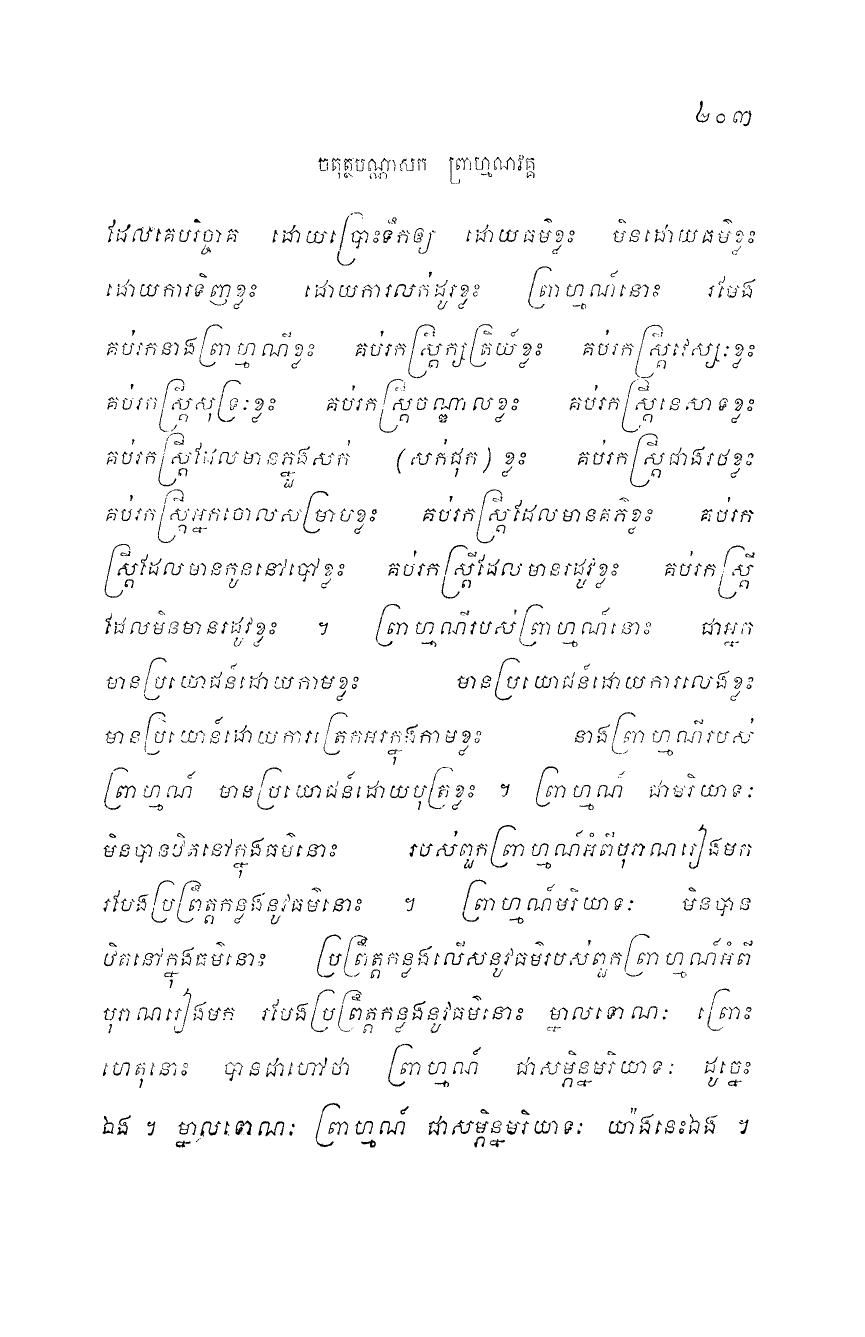 ២០៣
ចតុត្ថបណ្ណាសក ព្រាហ្មណវគ្គ
ដែលគេបរិច្ចាគ ដោយប្រោះទឹកឲ្យ ដោយធម៌ខ្លះ មិនដោយធម៌ខ្លះ
ដោយការទិញខ្លះ ដោយការលក់ដូរខ្លះ ព្រាហ្មណ៍នោះ រមែង
គប់រកនាងព្រាហ្មណីខ្លះ គប់រកស្ត្រីក្សត្រិយ៍ខ្លះ គប់រកស្ត្រីវេស្សៈខ្លះ
គប់រកស្ត្រីសុទ្រៈខ្លះ គប់រកស្ត្រីចណ្ឌាលខ្លះ គប់រកស្ត្រីនេសាទខ្លះ
គប់រកស្ត្រីដែលមានក្នួងសក់ (សក់ជុក) ខ្លះ គប់រកស្ត្រីជាងរថខ្លះ
គប់រកស្ត្រីអ្នកចោលសម្រាបខ្លះ គប់រកស្ត្រីដែលមានគភ៌ខ្លះ គប់រក
ស្ត្រីដែលមានកូននៅបៅខ្លះ គប់រកស្ត្រីដែលមានរដូវខ្លះ គប់រកស្ត្រី
ដែលមិនមានរដូវខ្លះ ។ ព្រាហ្មណីរបស់ព្រាហ្មណ៍នោះ ជាអ្នក
មានប្រយោជន៍ដោយកាមខ្លះ មានប្រយោជន៍ដោយការលេងខ្លះ
មានប្រយោន៍ដោយការត្រេកអរក្នុងកាមខ្លះ នាងព្រាហ្មណីរបស់
ព្រាហ្មណ៍ មានប្រយោជន៍ដោយបុត្រខ្លះ ។ ព្រាហ្មណ៍ ជាមរិយាទៈ
មិនបានឋិតនៅក្នុងធម៌នោះ របស់ពួកព្រាហ្មណ៍អំពីបុរាណរៀងមក
របែងប្រព្រឹត្តកន្លងនូវធម៌នោះ ។ ព្រាហ្មណ៍មរិយាទៈ មិនបាន
ឋិតនៅក្នុងធម៌នោះ ប្រព្រឹត្តកន្លងលើសនូវធម៌របស់ពួកព្រាហ្មណ៍អំពី
បុរាណរៀងមក របែងប្រព្រឹត្តកន្លងនូវធម៌នោះ ម្នាលទោណៈ ព្រោះ
ហេតុនោះ បានជាហៅថា ព្រាហ្មណ៍ ជាសម្ភិន្នមរិយាទៈ ដូច្នេះ
ឯង ។ ម្នាលទោណៈ ព្រាហ្មណ៍ ជាសម្ភិន្នមរិយាទៈ យ៉ាងនេះឯង ។